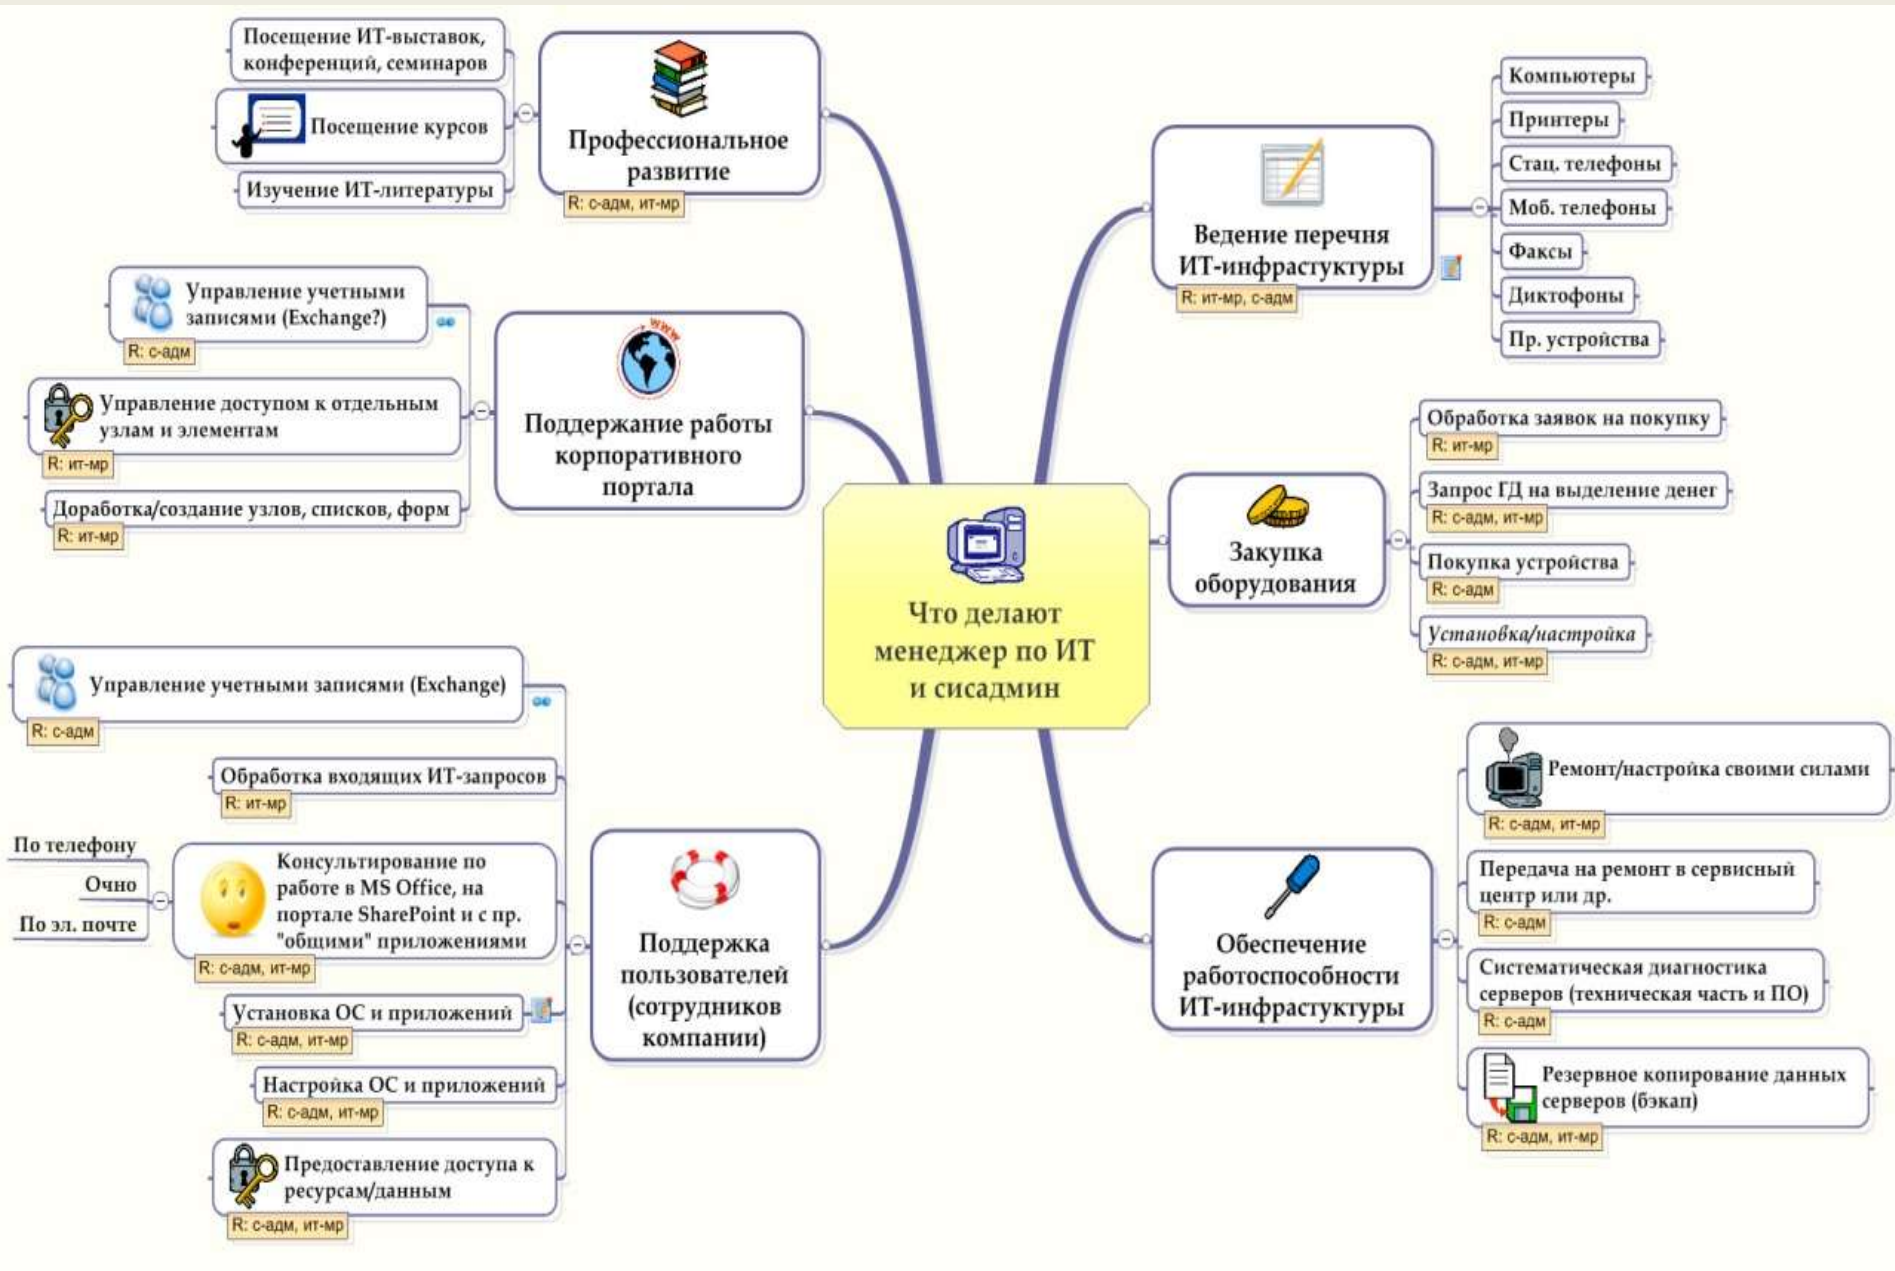 Посещение ИТ-выставок,
конференций, семинаров
Посещение курсов
Изучение ИТ-литературы
Профессиональное
развитие
R: с-адм, ит-мр
Управление учетными
записями (Exchange?)
R: с-адм
Управление доступом к отдельным
узлам и элементам
R: ит-мр
Доработка/создание узлов, списков, форм
R: ит-мр
WWW
Поддержание работы
корпоративного
портала
Управление учетными записями (Exchange)
R: с-адм
Обработка входящих ИТ-запросов
R: ит-мр
По телефону
Очно
По эл. почте
Консультирование по
работе в MS Office, на
портале SharePoint и с пр.
"общими" приложениями
R: с-адм, ит-мр
Установка ОС и приложений
R: с-адм, ит-мр
Настройка ОС и приложений
R: с-адм, ит-мр
Предоставление доступа к
ресурсам/данным
R: с-адм, ит-мр
Поддержка
пользователей
(сотрудников
компании)
Что делают
менеджер по ИТ
и сисадмин
Ведение перечня
ИТ-инфрастуктуры
R: ит-мр, с-адм
Компьютеры
Принтеры
Стац. телефоны
Моб. телефоны
Факсы
Диктофоны
Пр. устройства
Закупка
оборудования
Обработка заявок на покупку
R: ит-мр
Запрос ГД на выделение денег
R: с-адм, ит-мр
Покупка устройства
R: с-адм
Установка/настройка
R: с-адм, ит-мр
Обеспечение
работоспособности
ИТ-инфрастуктуры
Ремонт/настройка своими силами
R: с-адм, ит-мр
Передача на ремонт в сервисный
центр или др.
R: с-адм
Систематическая диагностика
серверов (техническая часть и ПО)
R: с-адм
Резервное копирование данных
серверов (бэкап)
R: с-адм, ит-мр